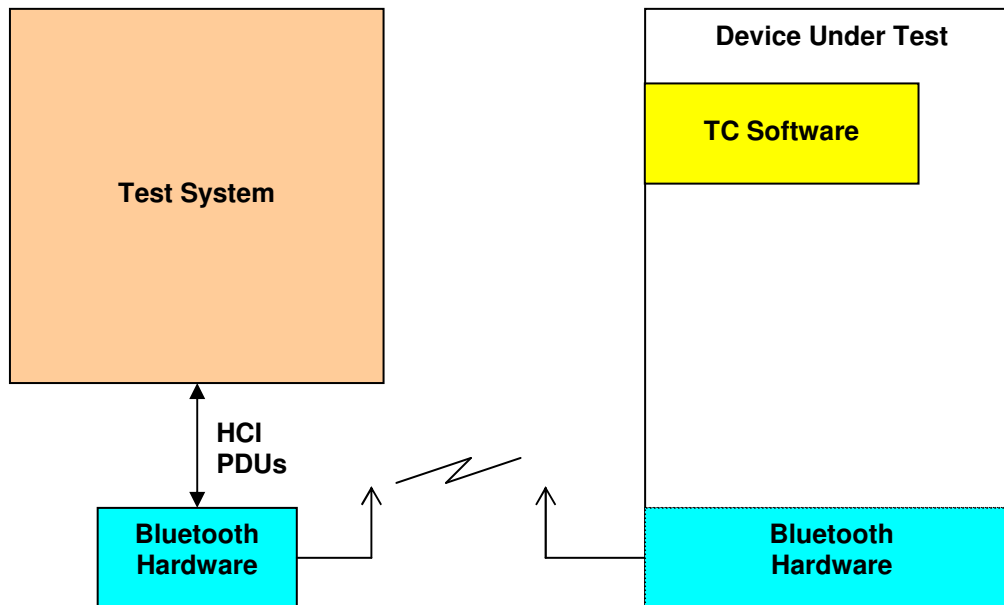 Device Under Test
TC Software
Test System
HCI
PDUs
Bluetooth
Hardware
Bluetooth
Hardware